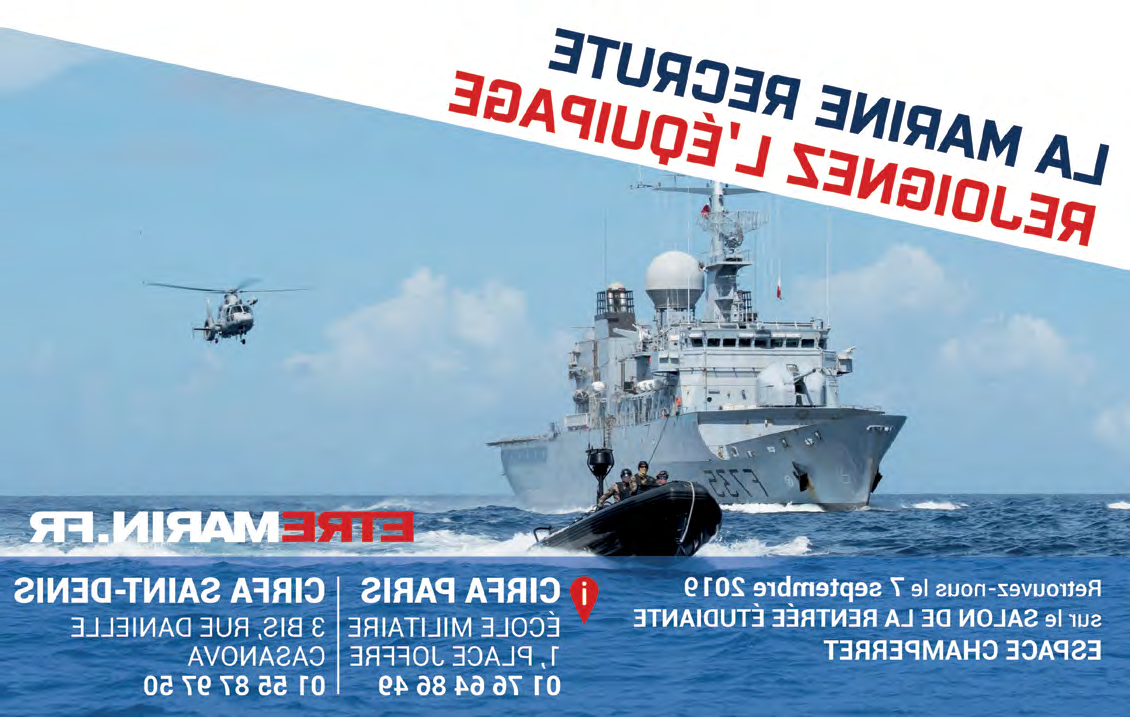 LA MARINE RECRUTE
REJOIGNEZ L'ÉQUIPAGE
F735
ETREMARIN.FR
Retrouvez-nous le 7 septembre 2019
sur le SALON DE LA RENTRÉE ÉTUDIANTE
ESPACE CHAMPERRET
i
CIRFA PARIS
ÉCOLE MILITAIRE
1, PLACE JOFFRE
01 76 64 86 49
CIRFA SAINT-DENIS
3 BIS, RUE DANIELLE
CASANOVA
01 55 87 97 50